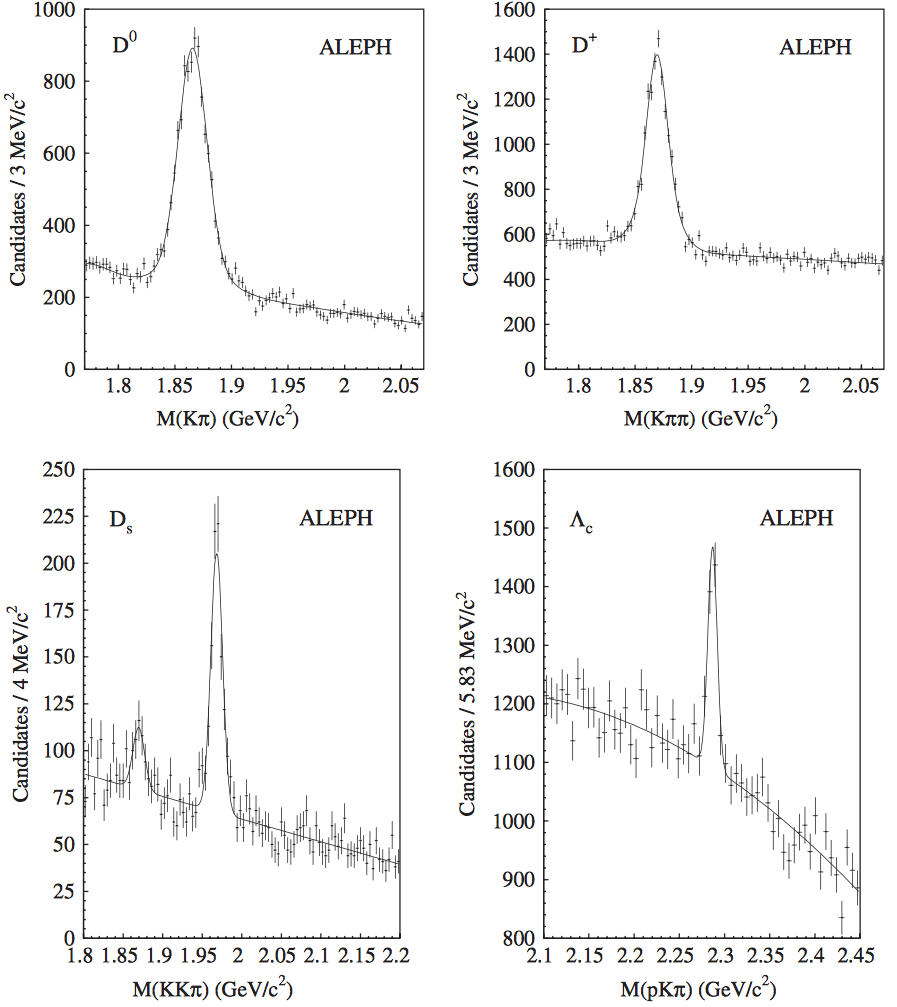 D⁰ ALEPH
Candidates / 3 MeV/c²
1000
800
600
400
200
0
1.8 1.85 1.9 1.95 2 2.05
M(Kπ) (GeV/c²)
D⁺ ALEPH
Candidates / 3 MeV/c²
1600
1400
1200
1000
800
600
400
200
0
1.8 1.85 1.9 1.95 2 2.05
M(Kππ) (GeV/c²)
Dₛ ALEPH
Candidates / 4 MeV/c²
250
225
200
175
150
125
100
75
50
25
0
1.8 1.85 1.9 1.95 2 2.05 2.1 2.15 2.2
M(KKπ) (GeV/c²)
Λc ALEPH
Candidates / 5.83 MeV/c²
1600
1500
1400
1300
1200
1100
1000
900
800
2.1 2.15 2.2 2.25 2.3 2.35 2.4 2.45
M(pKπ) (GeV/c²)